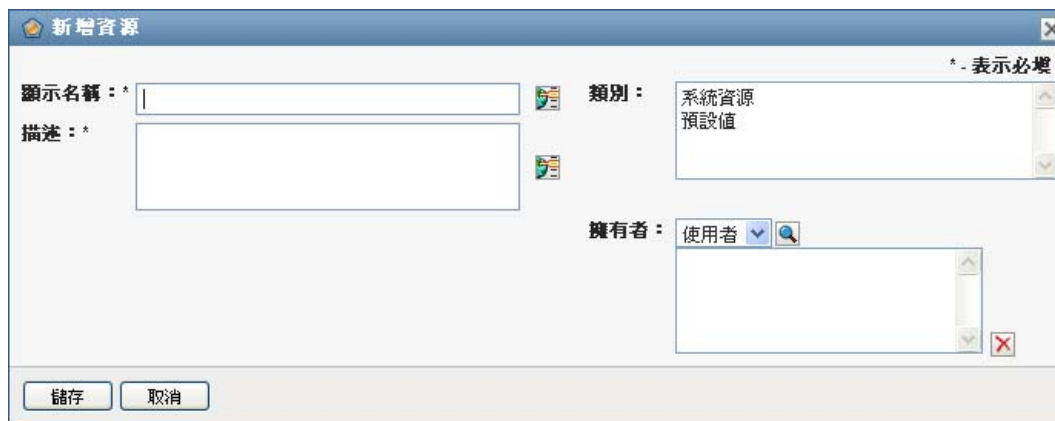 新增資源
* - 表示必填
顯示名稱：*
類別：
系統資源
預設值
描述：*
擁有者：
使用者
儲存
取消